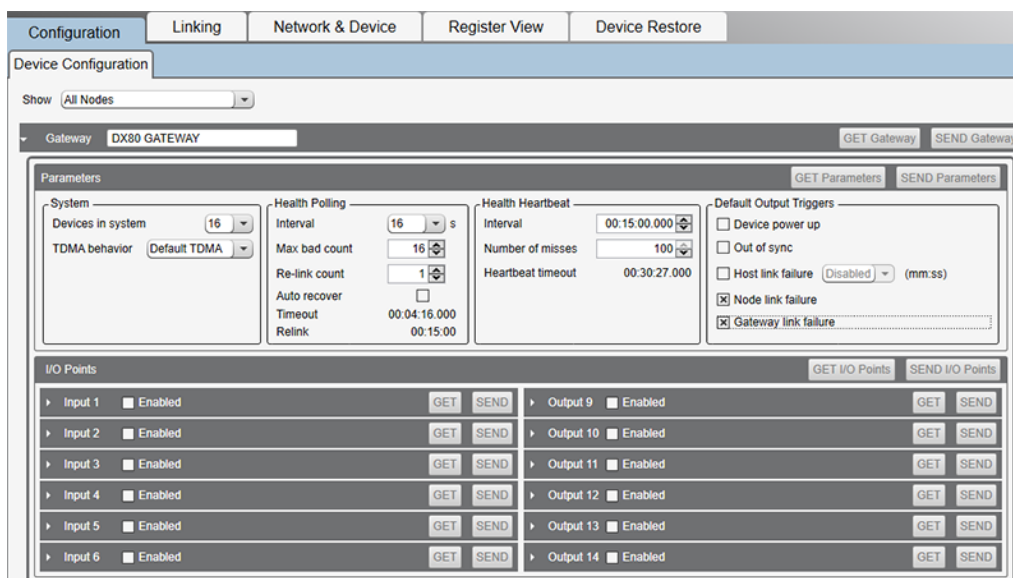 Configuration Linking Network & Device Register View Device Restore
Device Configuration
Show All Nodes
Gateway DX80 GATEWAY GET Gateway SEND Gateway
Parameters GET Parameters SEND Parameters
System
Devices in system 16
TDMA behavior Default TDMA
Health Polling
Interval 16 s
Max bad count 16
Re-link count 1
Auto recover
Timeout 00:04:16.000
Relink 00:15:00
Health Heartbeat
Interval 00:15:00.000
Number of misses 100
Heartbeat timeout 00:30:27.000
Default Output Triggers
Device power up
Out of sync
Host link failure Disabled (mm:ss)
Node link failure
Gateway link failure
I/O Points GET I/O Points SEND I/O Points
Input 1 Enabled GET SEND Output 9 Enabled GET SEND
Input 2 Enabled GET SEND Output 10 Enabled GET SEND
Input 3 Enabled GET SEND Output 11 Enabled GET SEND
Input 4 Enabled GET SEND Output 12 Enabled GET SEND
Input 5 Enabled GET SEND Output 13 Enabled GET SEND
Input 6 Enabled GET SEND Output 14 Enabled GET SEND